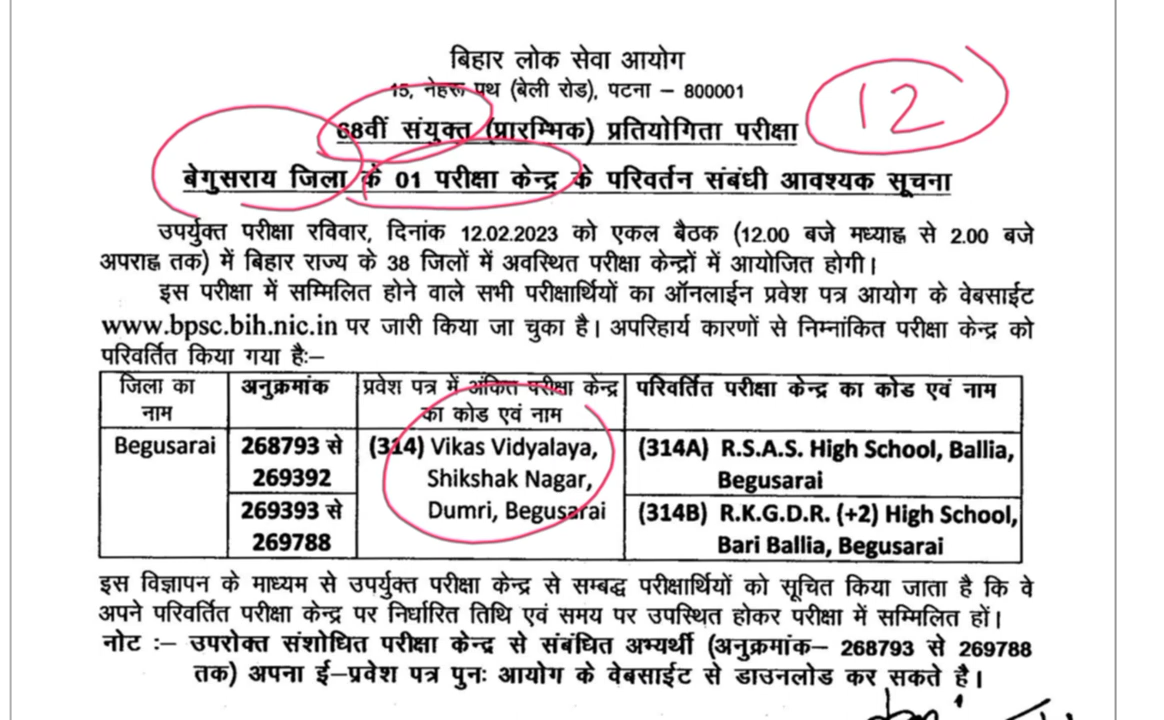 बिहार लोक सेवा आयोग
15, नेहरू पथ (बेली रोड), पटना – 800001
12
68वीं संयुक्त (प्रारम्भिक) प्रतियोगिता परीक्षा
बेगुसराय जिला के 01 परीक्षा केन्द्र के परिवर्तन संबंधी आवश्यक सूचना
उपर्युक्त परीक्षा रविवार, दिनांक 12.02.2023 को एकल बैठक (12.00 बजे मध्याह्न से 2.00 बजे
अपराह्न तक) में बिहार राज्य के 38 जिलों में अवस्थित परीक्षा केन्द्रों में आयोजित होगी।
इस परीक्षा में सम्मिलित होने वाले सभी परीक्षार्थियों का ऑनलाईन प्रवेश पत्र आयोग के वेबसाईट
www.bpsc.bih.nic.in पर जारी किया जा चुका है। अपरिहार्य कारणों से निम्नांकित परीक्षा केन्द्र को
परिवर्तित किया गया हैः–
जिला का
नाम
अनुक्रमांक
प्रवेश पत्र में अंकित परीक्षा केन्द्र
का कोड एवं नाम
परिवर्तित परीक्षा केन्द्र का कोड एवं नाम
Begusarai
268793 से
269392
269393 से
269788
(314) Vikas Vidyalaya,
Shikshak Nagar,
Dumri, Begusarai
(314A) R.S.A.S. High School, Ballia,
Begusarai
(314B) R.K.G.D.R. (+2) High School,
Bari Ballia, Begusarai
इस विज्ञापन के माध्यम से उपर्युक्त परीक्षा केन्द्र से सम्बद्ध परीक्षार्थियों को सूचित किया जाता है कि वे
अपने परिवर्तित परीक्षा केन्द्र पर निर्धारित तिथि एवं समय पर उपस्थित होकर परीक्षा में सम्मिलित हों।
नोट :– उपरोक्त संशोधित परीक्षा केन्द्र से संबंधित अभ्यर्थी (अनुक्रमांक– 268793 से 269788
तक) अपना ई–प्रवेश पत्र पुनः आयोग के वेबसाईट से डाउनलोड कर सकते है।